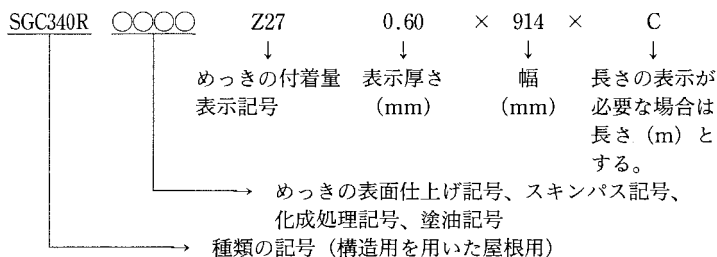 SGC340R ○○○○ Z27 0.60 × 914 × C
↓ ↓ ↓ ↓
めっきの付着量 表示厚さ 幅 長さの表示が
表示記号 (mm) (mm) 必要な場合は
長さ(m)と
する。
→ めっきの表面仕上げ記号、スキンパス記号、
化成処理記号、塗油記号
→ 種類の記号(構造用を用いた屋根用)